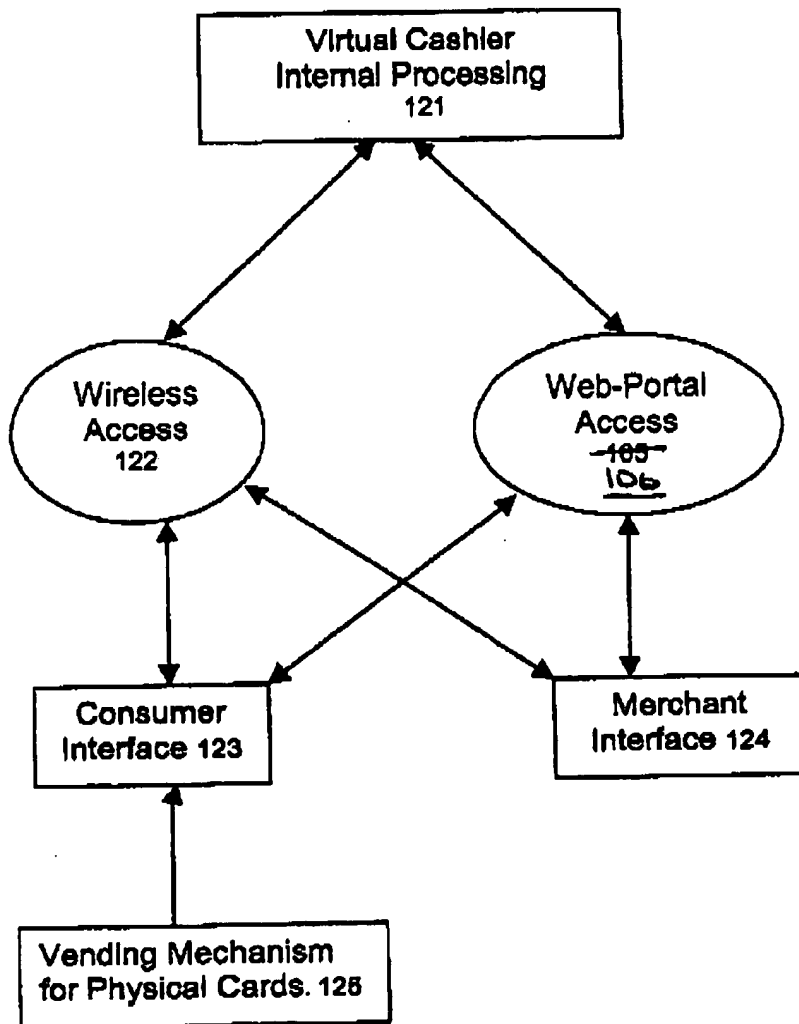 Virtual Cashier
Internal Processing
121
Wireless
Access
122
Web-Portal
Access
105
106
Consumer
Interface 123
Merchant
Interface 124
Vending Mechanism
for Physical Cards. 125